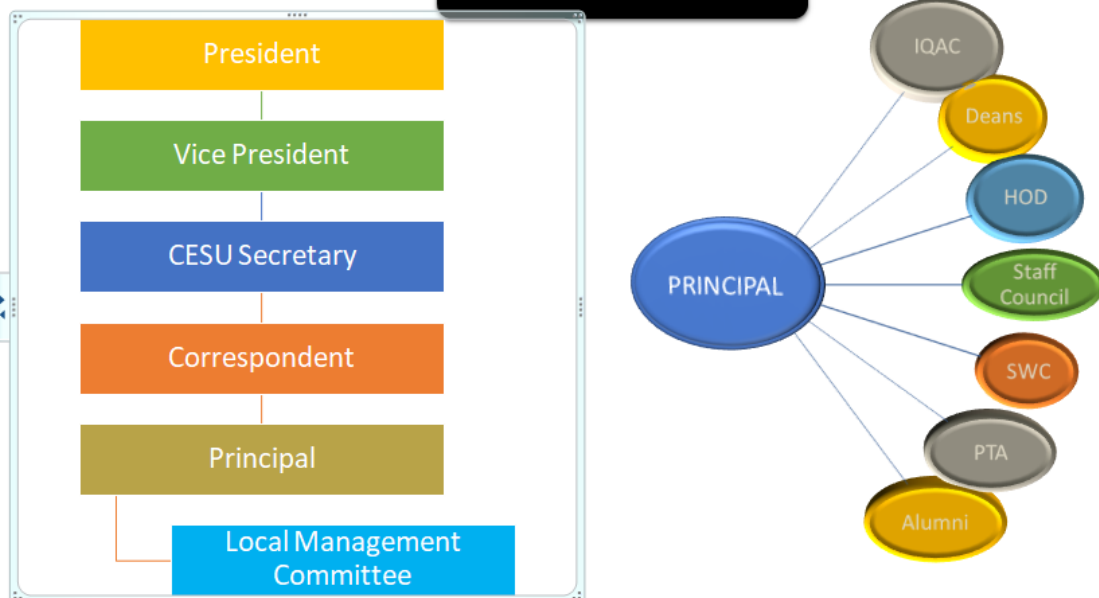 President
Vice President
CESU Secretary
Correspondent
Principal
Local Management
Committee
PRINCIPAL
IQAC
Deans
HOD
Staff
Council
SWC
PTA
Alumni